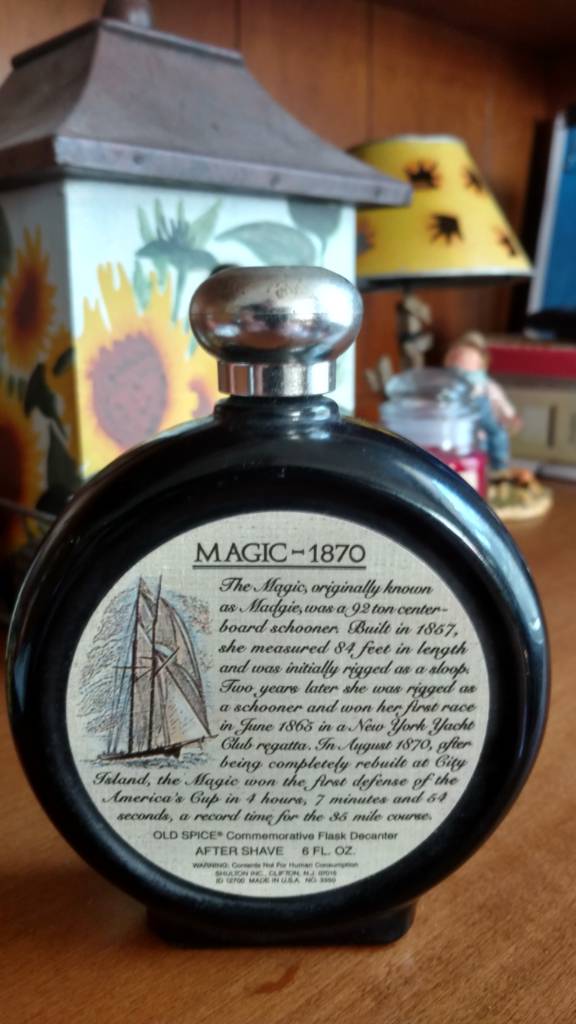 MAGIC-1870
The Magic, originally known
as Madgie, was a 92 ton center-
board schooner. Built in 1857,
she measured 84 feet in length
and was initially rigged as a sloop.
Two years later she was rigged as
a schooner and won her first race
in June 1865 in a New York Yacht
Club regatta. In August 1870, after
being completely rebuilt at City
Island, the Magic won the first defense of the
America's Cup in 4 hours, 7 minutes and 54
seconds, a record time for the 35 mile course.
OLD SPICE® Commemorative Flask Decanter
AFTER SHAVE 6 FL. OZ.
WARNING: Contents Not For Human Consumption
SHULTON INC., CLIFTON, N.J. 07015
ID 12700 MADE IN U.S.A. NO. 3950